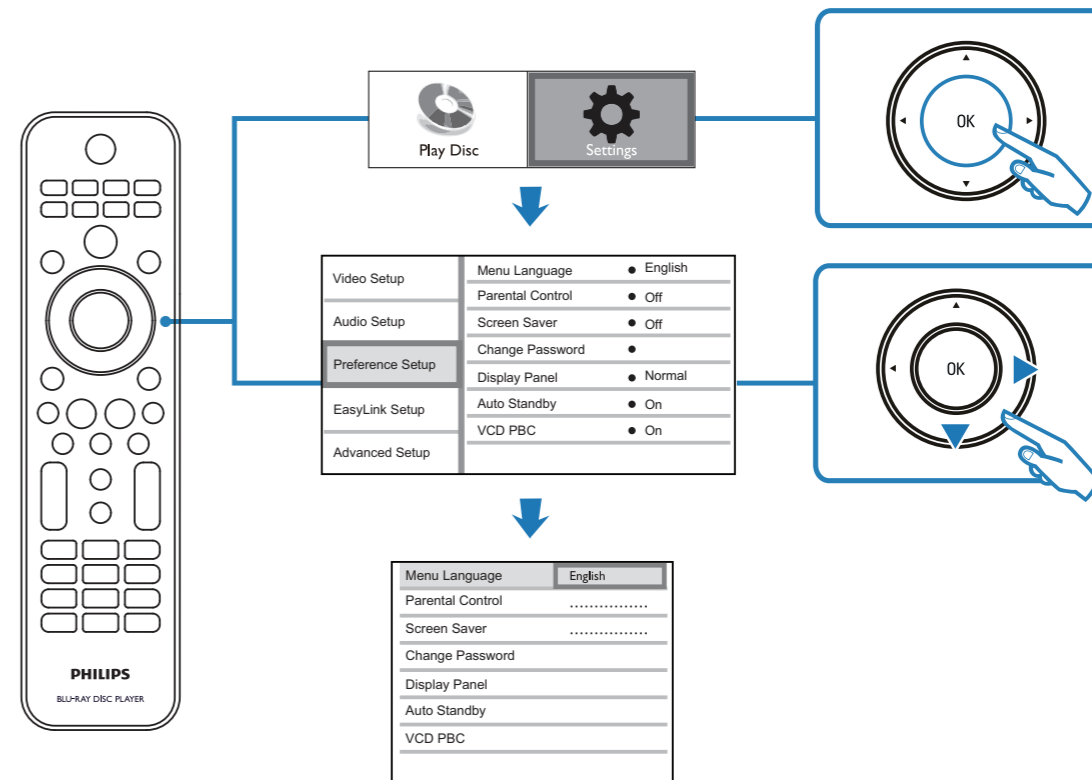 Play Disc
Settings
OK
Video Setup
Audio Setup
Preference Setup
EasyLink Setup
Advanced Setup
Menu Language ● English
Parental Control ● Off
Screen Saver ● Off
Change Password ●
Display Panel ● Normal
Auto Standby ● On
VCD PBC ● On
OK
Menu Language English
Parental Control ................
Screen Saver ................
Change Password
Display Panel
Auto Standby
VCD PBC
PHILIPS
BLU-RAY DISC PLAYER